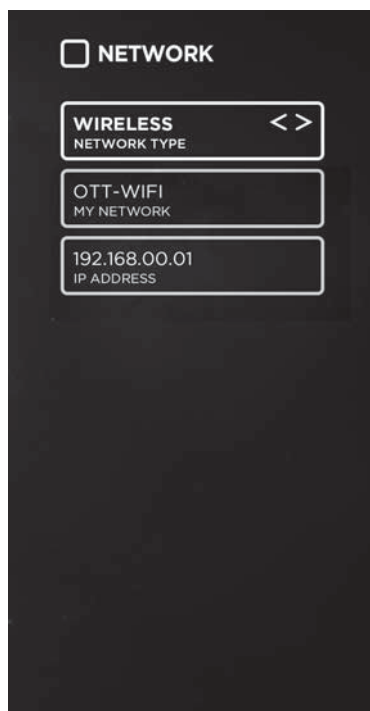 NETWORK
WIRELESS < >
NETWORK TYPE
OTT-WIFI
MY NETWORK
192.168.00.01
IP ADDRESS